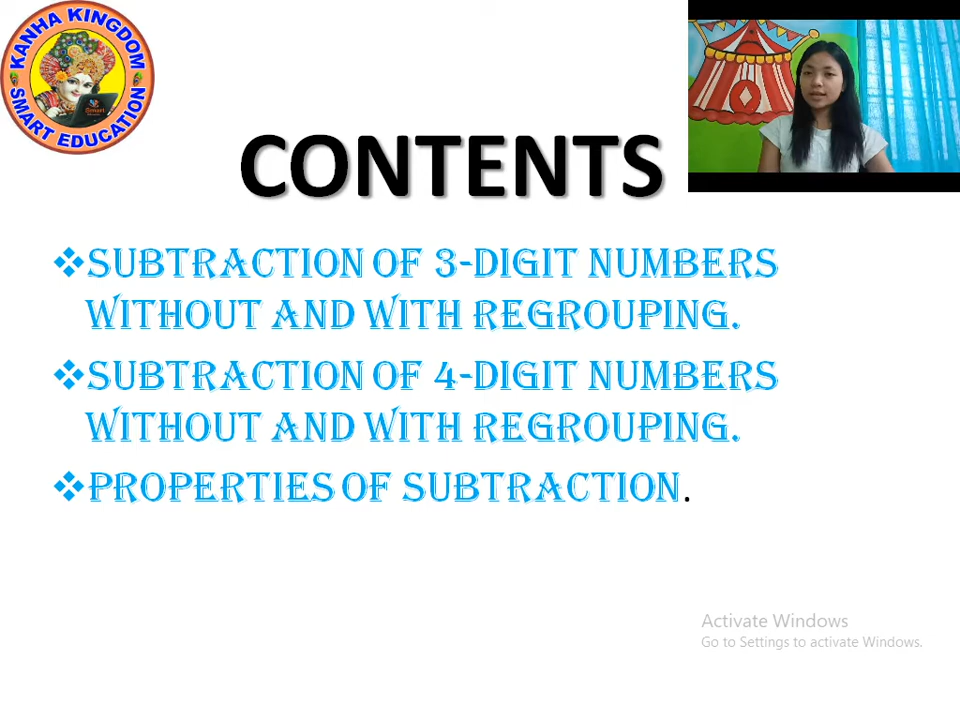 KANHA KINGDOM
SMART EDUCATION
CONTENTS
❖SUBTRACTION OF 3-DIGIT NUMBERS
WITHOUT AND WITH REGROUPING.
❖SUBTRACTION OF 4-DIGIT NUMBERS
WITHOUT AND WITH REGROUPING.
❖PROPERTIES OF SUBTRACTION.
Activate Windows
Go to Settings to activate Windows.